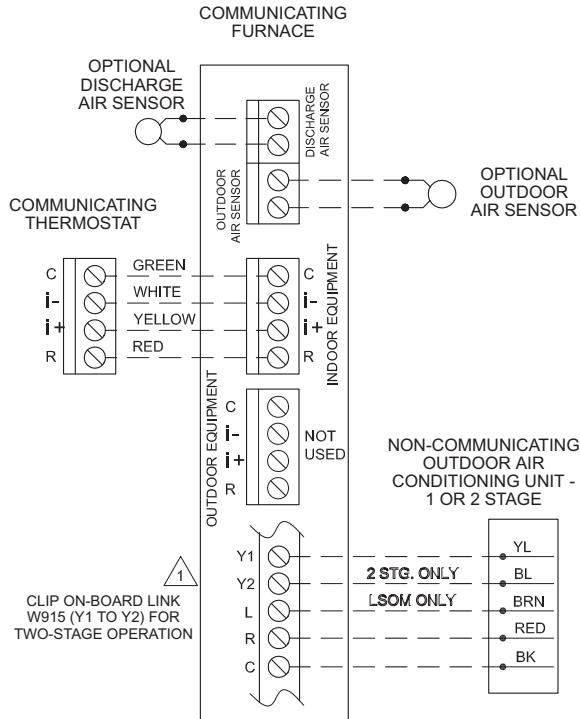 COMMUNICATING
FURNACE
OPTIONAL
DISCHARGE
AIR SENSOR
DISCHARGE
AIR SENSOR
OUTDOOR
AIR SENSOR
OPTIONAL
OUTDOOR
AIR SENSOR
COMMUNICATING
THERMOSTAT
C GREEN C
i- WHITE i-
i+ YELLOW i+
R RED R
INDOOR EQUIPMENT
OUTDOOR EQUIPMENT
C
i-
i+
R
NOT
USED
NON-COMMUNICATING
OUTDOOR AIR
CONDITIONING UNIT -
1 OR 2 STAGE
Y1 YL
Y2 2 STG. ONLY BL
L LSOM ONLY BRN
R RED
C BK
1
CLIP ON-BOARD LINK
W915 (Y1 TO Y2) FOR
TWO-STAGE OPERATION